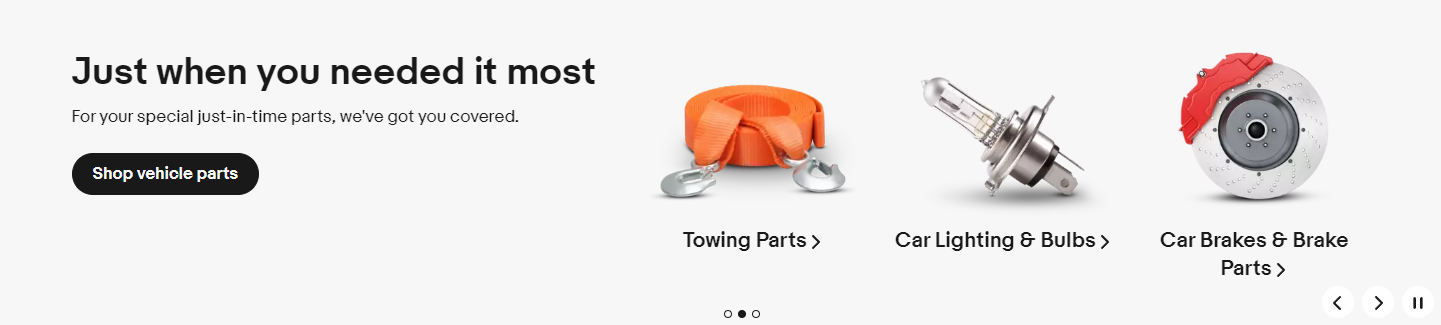 Just when you needed it most
For your special just-in-time parts, we've got you covered.
Shop vehicle parts
Towing Parts
Car Lighting & Bulbs
Car Brakes & Brake
Parts